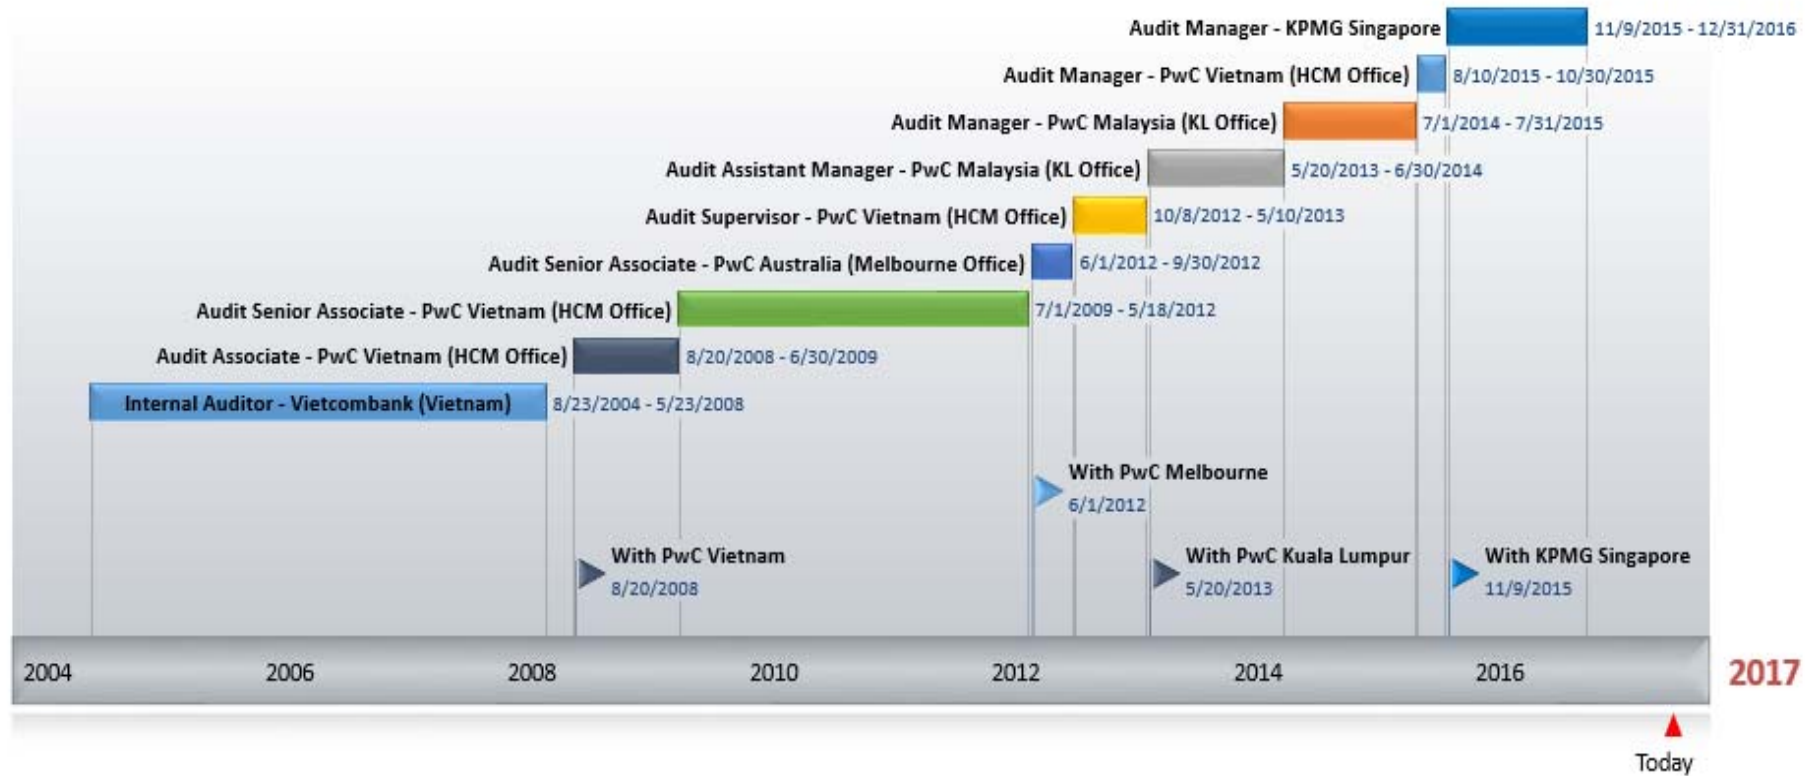 Audit Manager - KPMG Singapore 11/9/2015 - 12/31/2016
Audit Manager - PwC Vietnam (HCM Office) 8/10/2015 - 10/30/2015
Audit Manager - PwC Malaysia (KL Office) 7/1/2014 - 7/31/2015
Audit Assistant Manager - PwC Malaysia (KL Office) 5/20/2013 - 6/30/2014
Audit Supervisor - PwC Vietnam (HCM Office) 10/8/2012 - 5/10/2013
Audit Senior Associate - PwC Australia (Melbourne Office) 6/1/2012 - 9/30/2012
Audit Senior Associate - PwC Vietnam (HCM Office) 7/1/2009 - 5/18/2012
Audit Associate - PwC Vietnam (HCM Office) 8/20/2008 - 6/30/2009
Internal Auditor - Vietcombank (Vietnam) 8/23/2004 - 5/23/2008
With PwC Melbourne
6/1/2012
With PwC Vietnam
8/20/2008
With PwC Kuala Lumpur
5/20/2013
With KPMG Singapore
11/9/2015
2004 2006 2008 2010 2012 2014 2016 2017
Today